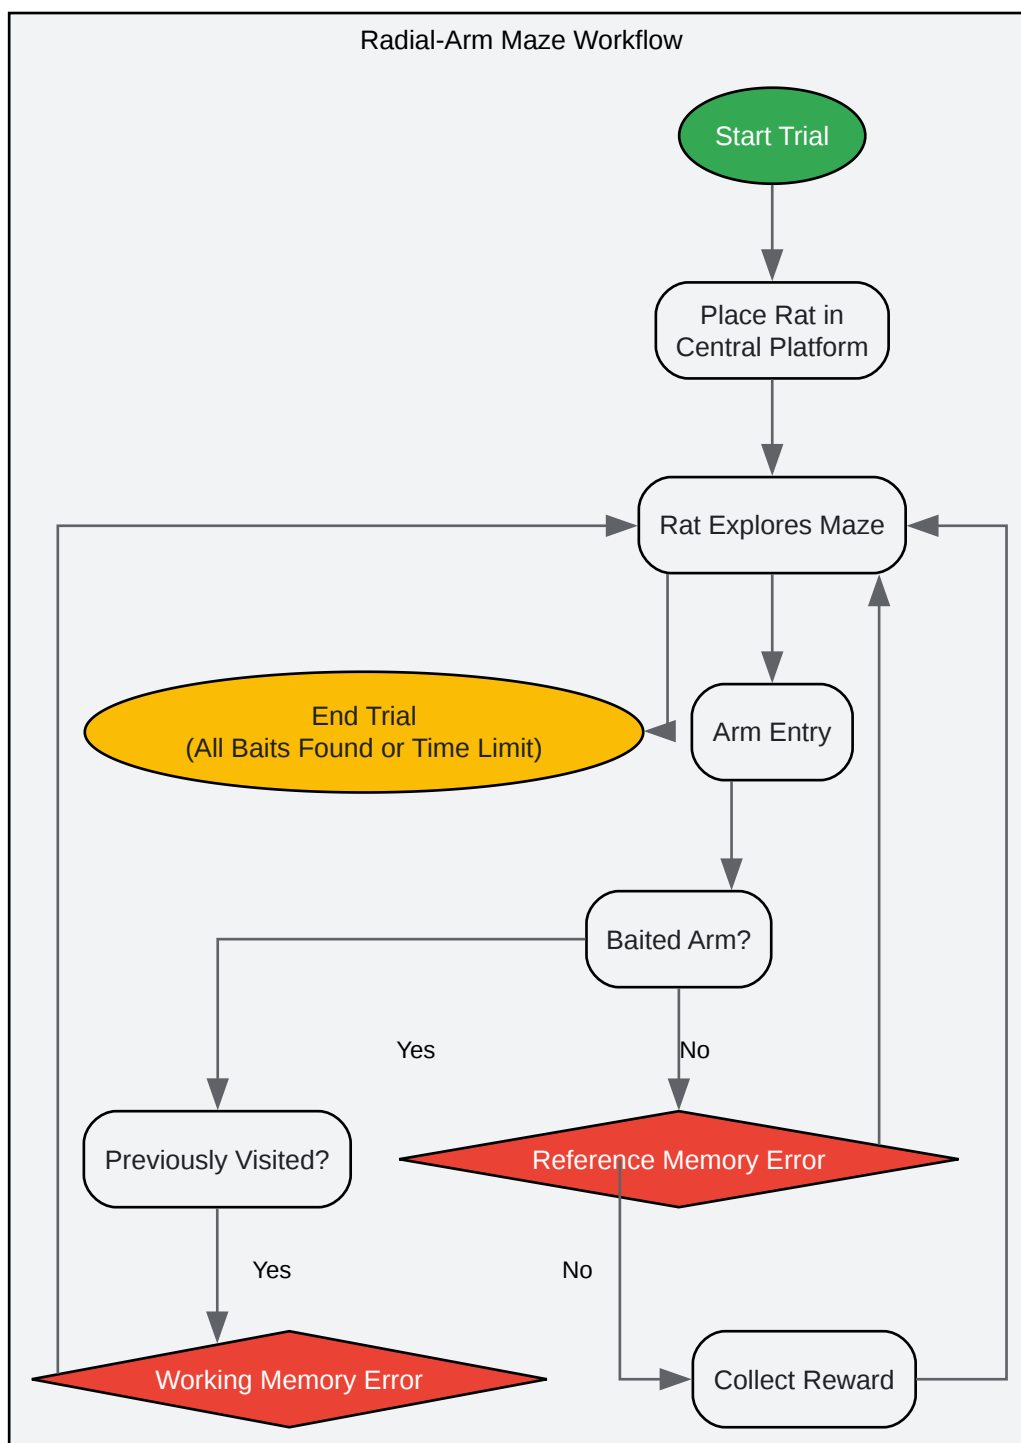 Radial-Arm Maze Workflow
Start Trial
Place Rat in
Central Platform
Rat Explores Maze
End Trial
(All Baits Found or Time Limit)
Arm Entry
Baited Arm?
Yes
No
Previously Visited?
Reference Memory Error
Yes
No
Working Memory Error
Collect Reward